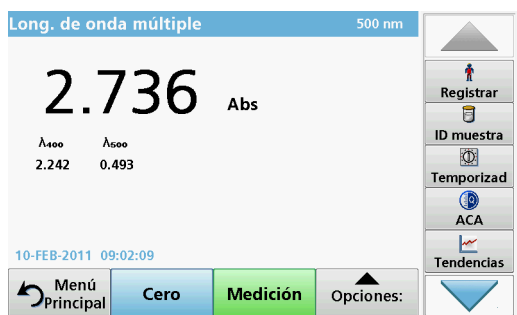 Long. de onda múltiple 500 nm
2.736 Abs
λ₄₀₀ λ₅₀₀
2.242 0.493
10-FEB-2011 09:02:09
Menú Principal
Cero
Medición
Opciones:
Registrar
ID muestra
Temporizad
ACA
Tendencias